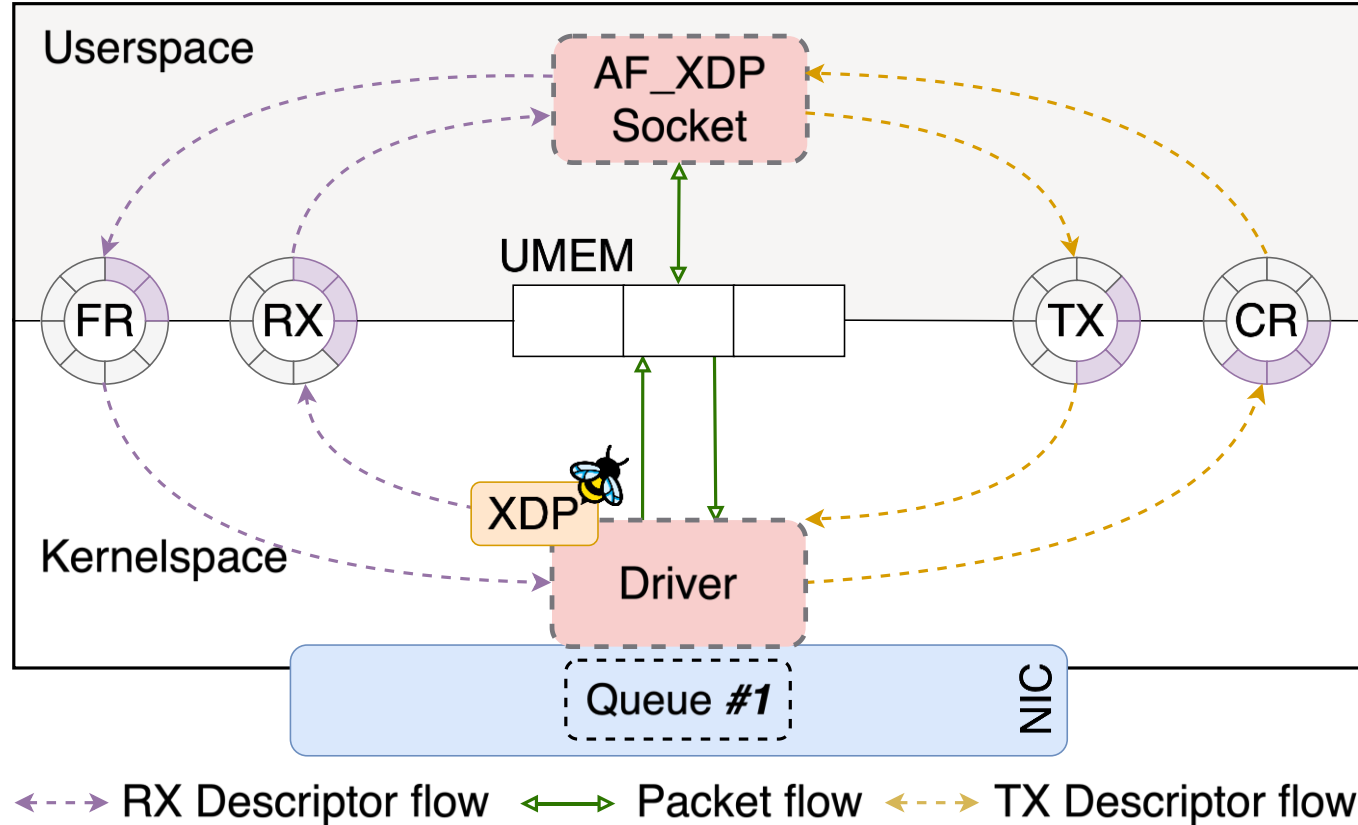 Userspace
AF_XDP
Socket
UMEM
FR
RX
TX
CR
XDP
Kernelspace
Driver
Queue #1
NIC
RX Descriptor flow
Packet flow
TX Descriptor flow